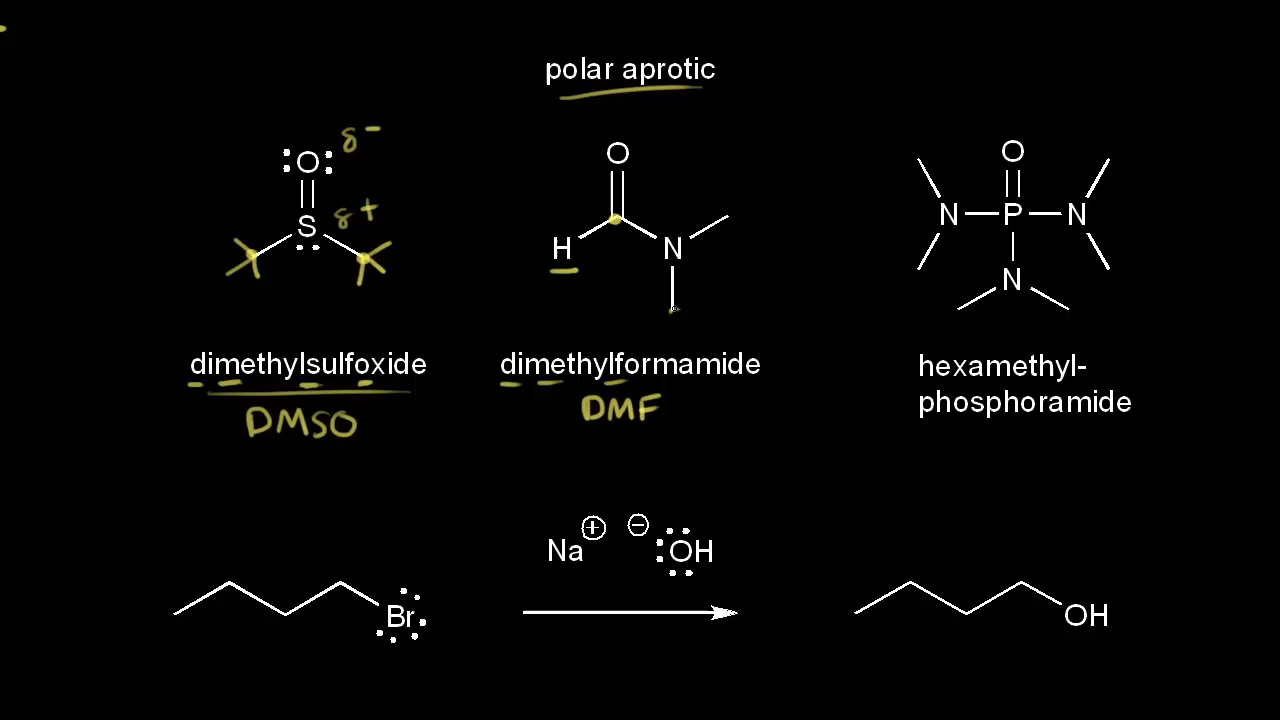 polar aprotic
:O: δ-
S δ+
O
H N
O
N P N
N
dimethylsulfoxide
DMSO
dimethylformamide
DMF
hexamethyl-
phosphoramide
Na⊕ ⊖:OH
Br
OH